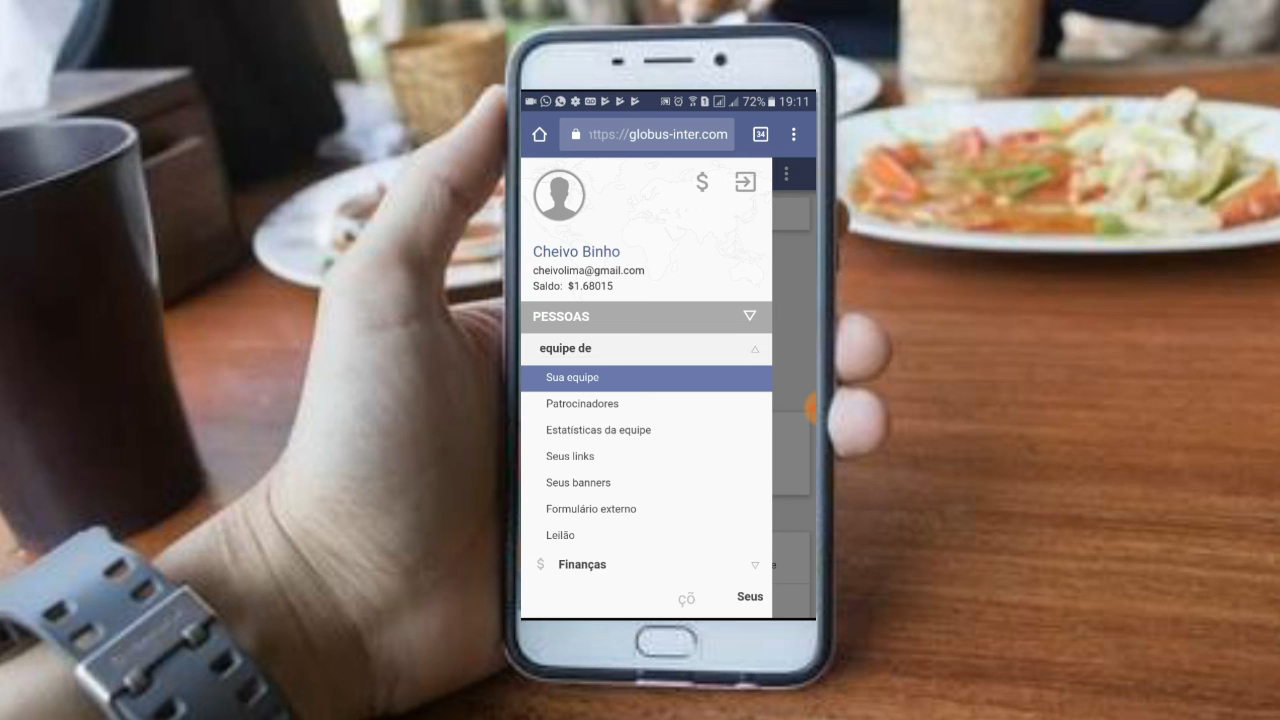 72% 19:11
ttps://globus-inter.com
34
Cheivo Binho
cheivolima@gmail.com
Saldo: $1.68015
PESSOAS
equipe de
Sua equipe
Patrocinadores
Estatísticas da equipe
Seus links
Seus banners
Formulário externo
Leilão
$ Finanças
e
çõ Seus